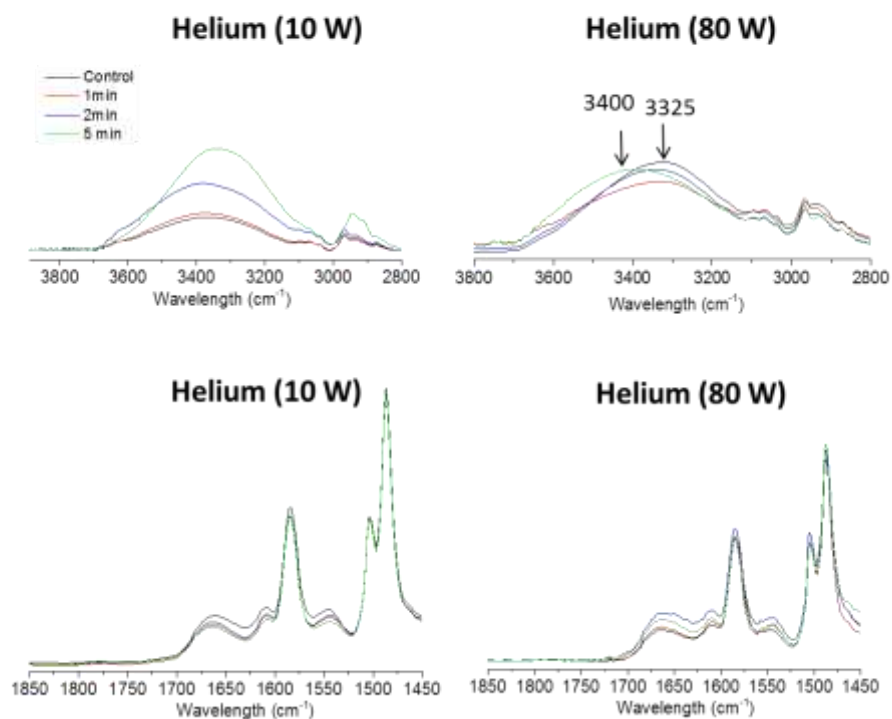 Helium (10 W)
Helium (80 W)
Control
1min
2min
5 min
3400
3325
3800 3600 3400 3200 3000 2800
Wavelength (cm⁻¹)
3800 3600 3400 3200 3000 2800
Wavelength (cm⁻¹)
Helium (10 W)
Helium (80 W)
1850 1800 1750 1700 1650 1600 1550 1500 1450
Wavelength (cm⁻¹)
1850 1800 1750 1700 1650 1600 1550 1500 1450
Wavelength (cm⁻¹)